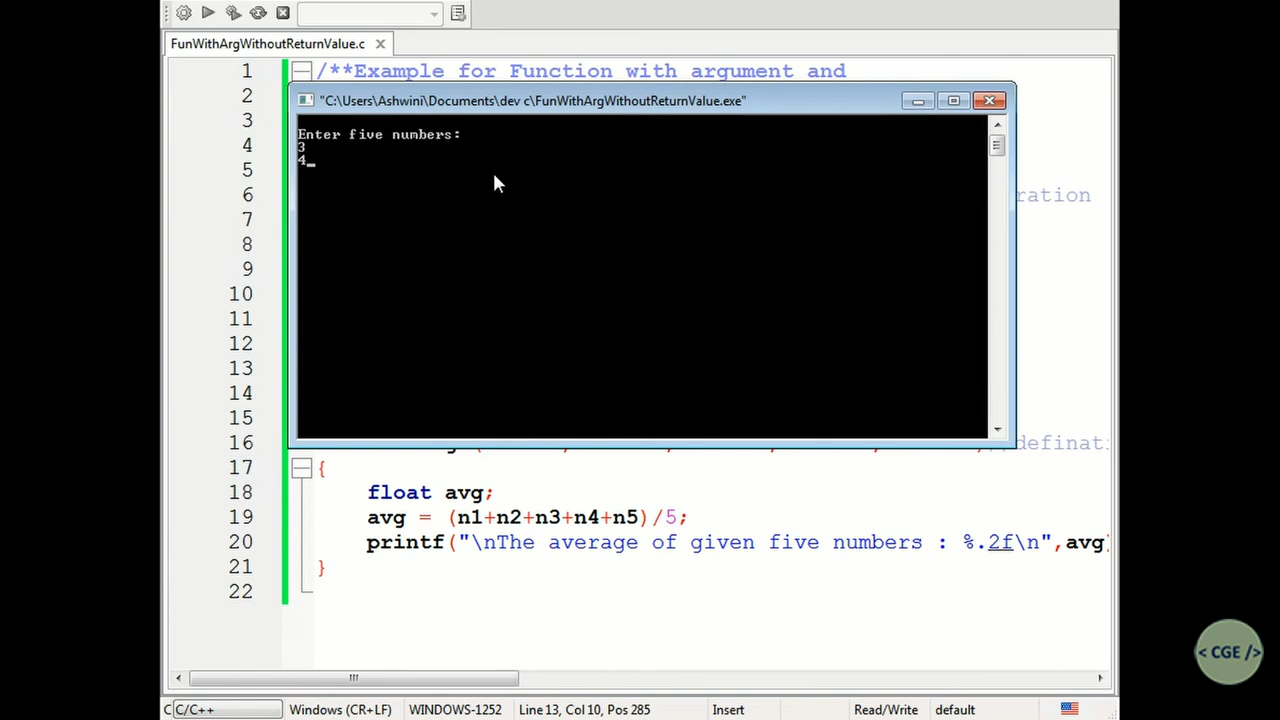 FunWithArgWithoutReturnValue.c
1 /**Example for Function with argument and
"C:\Users\Ashwini\Documents\dev c\FunWithArgWithoutReturnValue.exe"
2
3
Enter five numbers:
4
3
5
4_
6 ration
7
8
9
10
11
12
13
14
15
16
17 {
18 float avg;
19 avg = (n1+n2+n3+n4+n5)/5;
20 printf("\nThe average of given five numbers : %.2f\n",avg)
21 }
22
< CGE />
C/C++ Windows (CR+LF) WINDOWS-1252 Line 13, Col 10, Pos 285 Insert Read/Write default